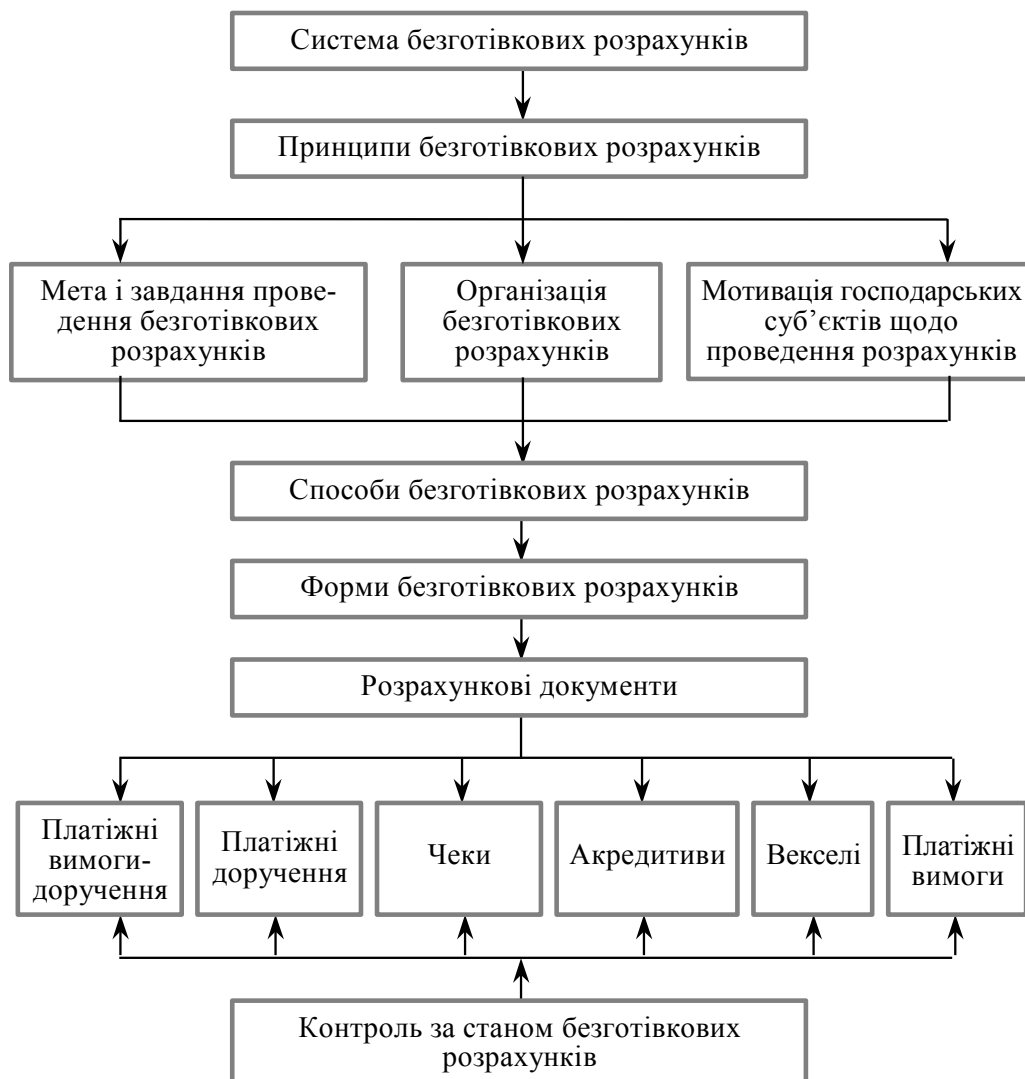 Система безготівкових розрахунків
Принципи безготівкових розрахунків
Мета і завдання прове-
дення безготівкових
розрахунків
Організація
безготівкових
розрахунків
Мотивація господарських
суб’єктів щодо
проведення розрахунків
Способи безготівкових розрахунків
Форми безготівкових розрахунків
Розрахункові документи
Платіжні
вимоги-
доручення
Платіжні
доручення
Чеки
Акредитиви
Векселі
Платіжні
вимоги
Контроль за станом безготівкових
розрахунків